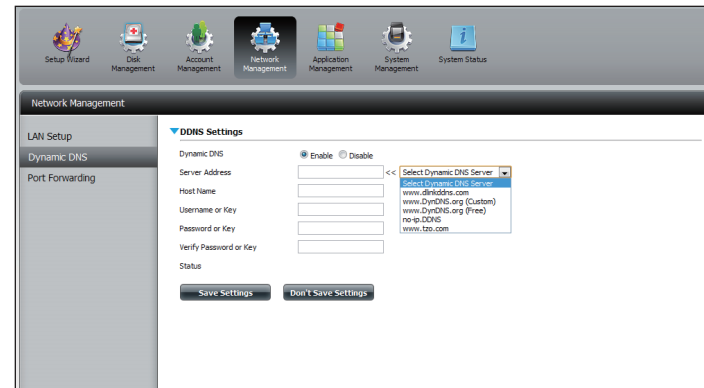 Setup Wizard
Disk Management
Account Management
Network Management
Application Management
System Management
System Status
Network Management
LAN Setup
Dynamic DNS
Port Forwarding
DDNS Settings
Dynamic DNS Enable Disable
Server Address << Select Dynamic DNS Server
Select Dynamic DNS Server
www.dlinkddns.com
www.DynDNS.org (Custom)
www.DynDNS.org (Free)
no-ip.DDNS
www.tzo.com
Host Name
Username or Key
Password or Key
Verify Password or Key
Status
Save Settings Don't Save Settings